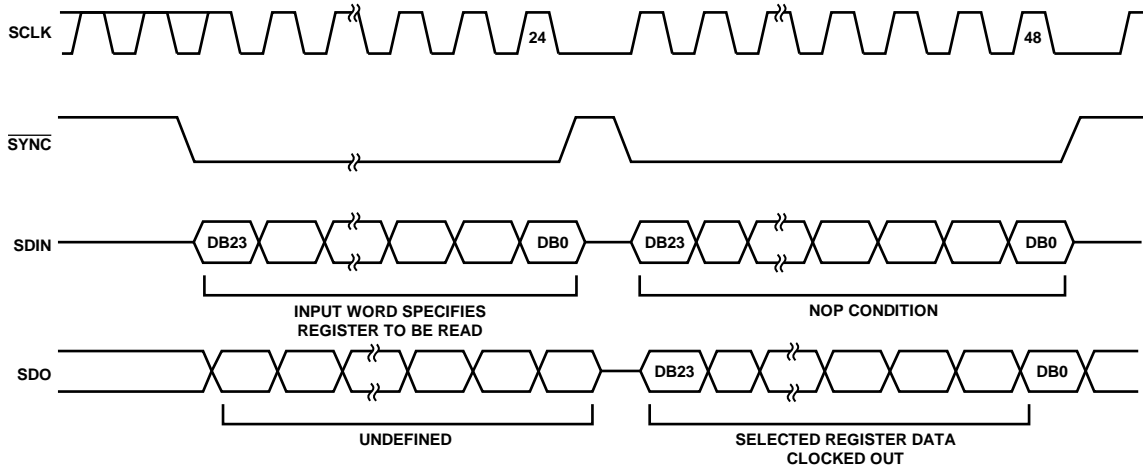 SCLK
24
48
SYNC
SDIN
DB23
DB0
DB23
DB0
INPUT WORD SPECIFIES
REGISTER TO BE READ
NOP CONDITION
SDO
DB23
DB0
UNDEFINED
SELECTED REGISTER DATA
CLOCKED OUT